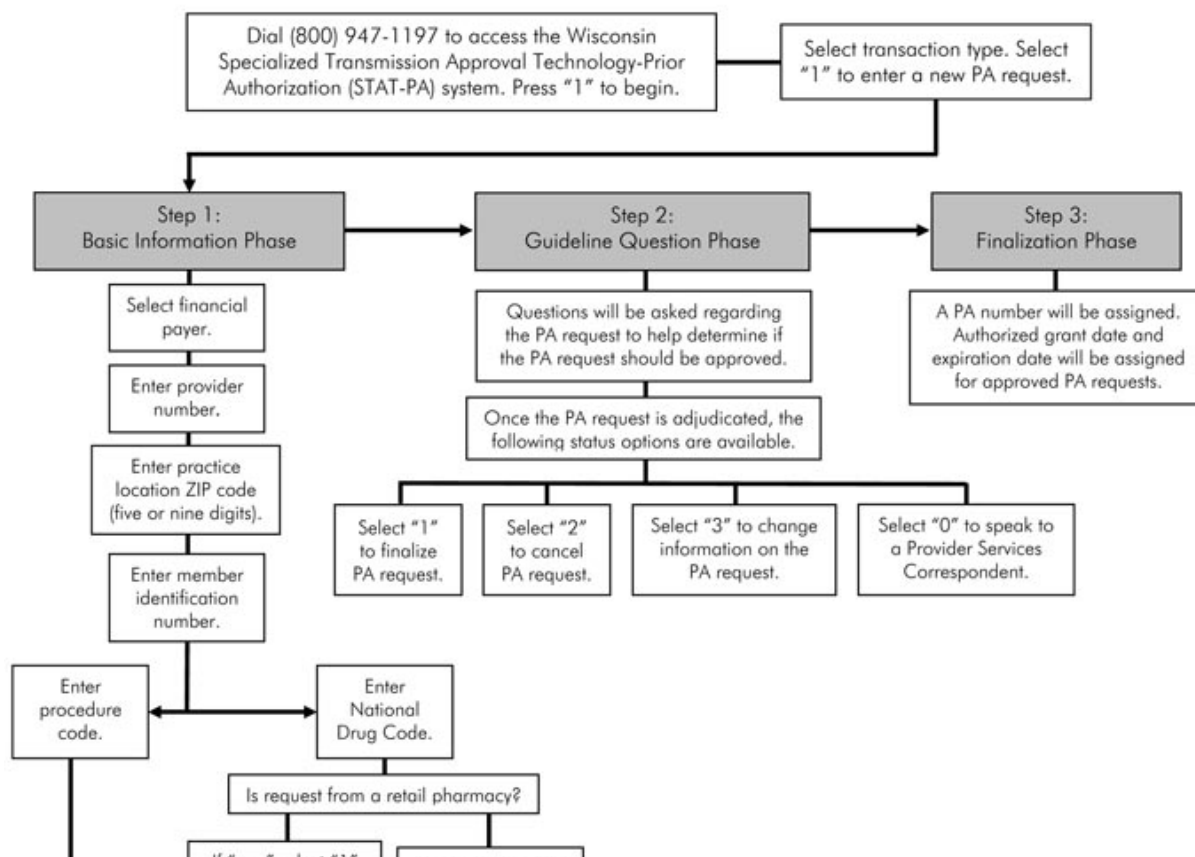 Dial (800) 947-1197 to access the Wisconsin
Specialized Transmission Approval Technology-Prior
Authorization (STAT-PA) system. Press “1” to begin.
Select transaction type. Select
“1” to enter a new PA request.
Step 1:
Basic Information Phase
Step 2:
Guideline Question Phase
Step 3:
Finalization Phase
Select financial
payer.
Enter provider
number.
Enter practice
location ZIP code
(five or nine digits).
Enter member
identification
number.
Questions will be asked regarding
the PA request to help determine if
the PA request should be approved.
Once the PA request is adjudicated, the
following status options are available.
Select “1”
to finalize
PA request.
Select “2”
to cancel
PA request.
Select “3” to change
information on the
PA request.
Select “0” to speak to
a Provider Services
Correspondent.
A PA number will be assigned.
Authorized grant date and
expiration date will be assigned
for approved PA requests.
Enter
procedure
code.
Enter
National
Drug Code.
Is request from a retail pharmacy?